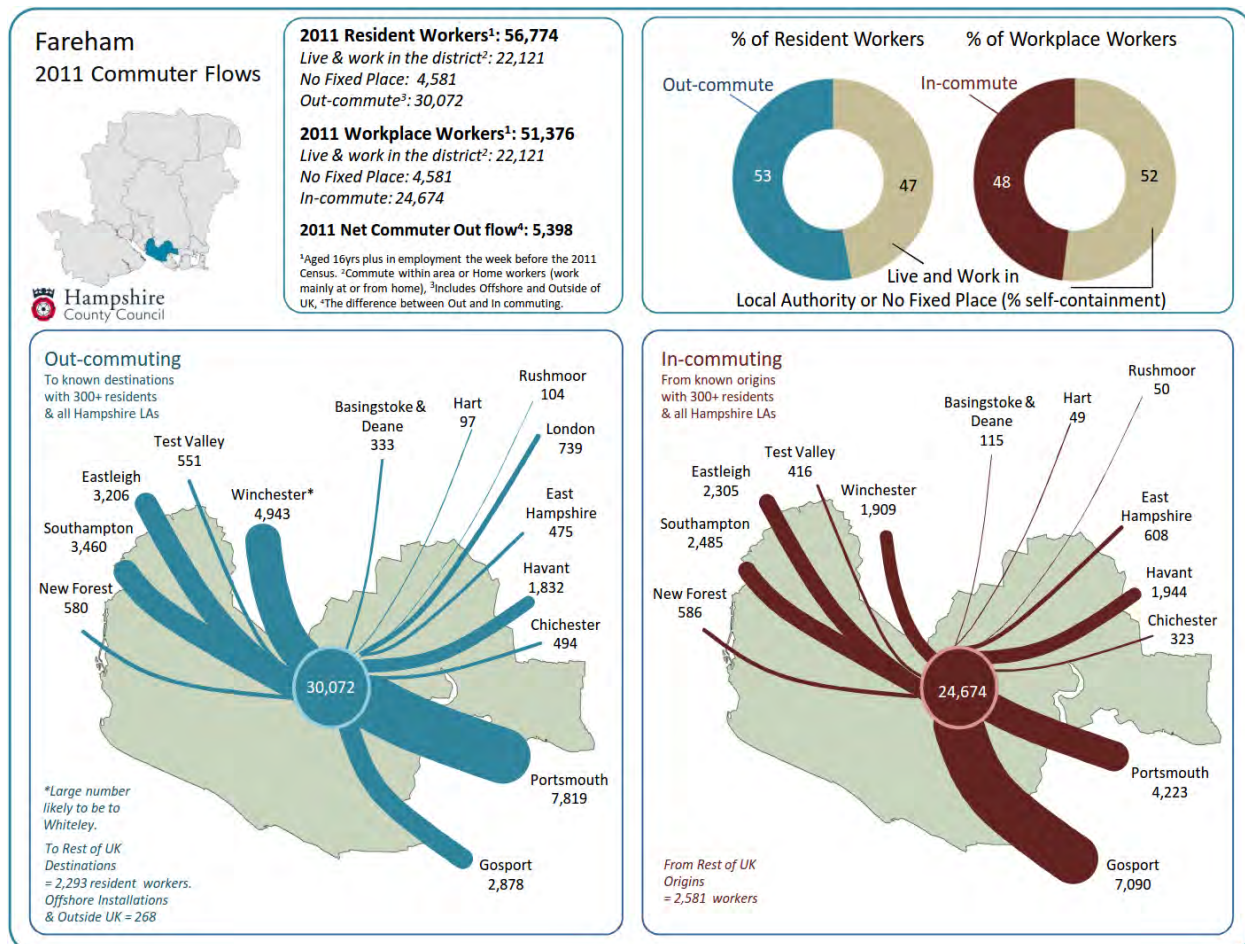 Fareham
2011 Commuter Flows
Hampshire
County Council
2011 Resident Workers¹: 56,774
Live & work in the district²: 22,121
No Fixed Place: 4,581
Out-commute³: 30,072
2011 Workplace Workers¹: 51,376
Live & work in the district²: 22,121
No Fixed Place: 4,581
In-commute: 24,674
2011 Net Commuter Out flow⁴: 5,398
¹Aged 16yrs plus in employment the week before the 2011
Census. ²Commute within area or Home workers (work
mainly at or from home), ³Includes Offshore and Outside of
UK, ⁴The difference between Out and In commuting.
% of Resident Workers
% of Workplace Workers
Out-commute
In-commute
53
47
48
52
Live and Work in
Local Authority or No Fixed Place (% self-containment)
Out-commuting
To known destinations
with 300+ residents
& all Hampshire LAs
Rushmoor
104
Basingstoke &
Deane
333
Hart
97
London
739
Test Valley
551
Eastleigh
3,206
Winchester*
4,943
East
Hampshire
475
Southampton
3,460
Havant
1,832
New Forest
580
Chichester
494
30,072
Portsmouth
7,819
Gosport
2,878
*Large number
likely to be to
Whiteley.
To Rest of UK
Destinations
= 2,293 resident workers.
Offshore Installations
& Outside UK = 268
In-commuting
From known origins
with 300+ residents
& all Hampshire LAs
Rushmoor
50
Basingstoke &
Deane
115
Hart
49
Test Valley
416
Eastleigh
2,305
Winchester
1,909
East
Hampshire
608
Southampton
2,485
Havant
1,944
New Forest
586
Chichester
323
24,674
Portsmouth
4,223
Gosport
7,090
From Rest of UK
Origins
= 2,581 workers